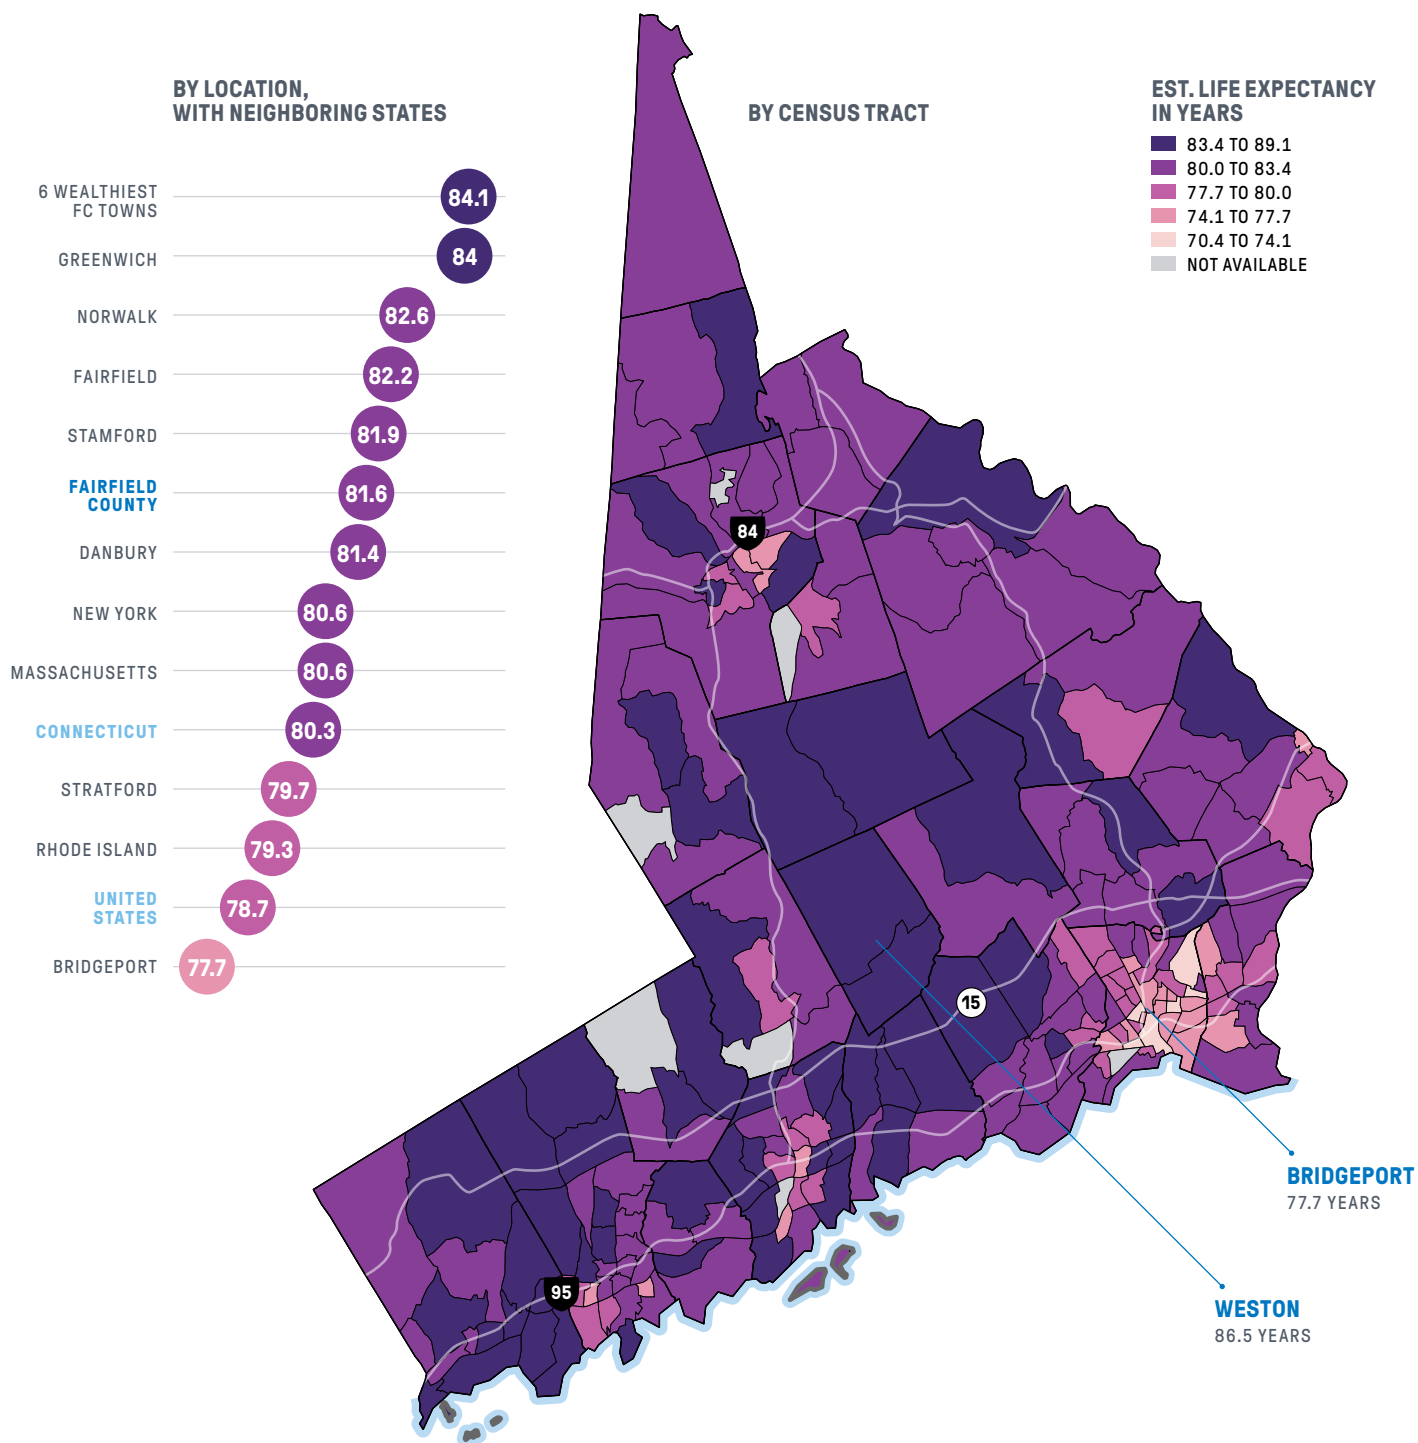 BY LOCATION,
WITH NEIGHBORING STATES
6 WEALTHIEST
FC TOWNS
84.1
GREENWICH
84
NORWALK
82.6
FAIRFIELD
82.2
STAMFORD
81.9
FAIRFIELD
COUNTY
81.6
DANBURY
81.4
NEW YORK
80.6
MASSACHUSETTS
80.6
CONNECTICUT
80.3
STRATFORD
79.7
RHODE ISLAND
79.3
UNITED
STATES
78.7
BRIDGEPORT
77.7
BY CENSUS TRACT
84
15
95
BRIDGEPORT
77.7 YEARS
WESTON
86.5 YEARS
EST. LIFE EXPECTANCY
IN YEARS
83.4 TO 89.1
80.0 TO 83.4
77.7 TO 80.0
74.1 TO 77.7
70.4 TO 74.1
NOT AVAILABLE